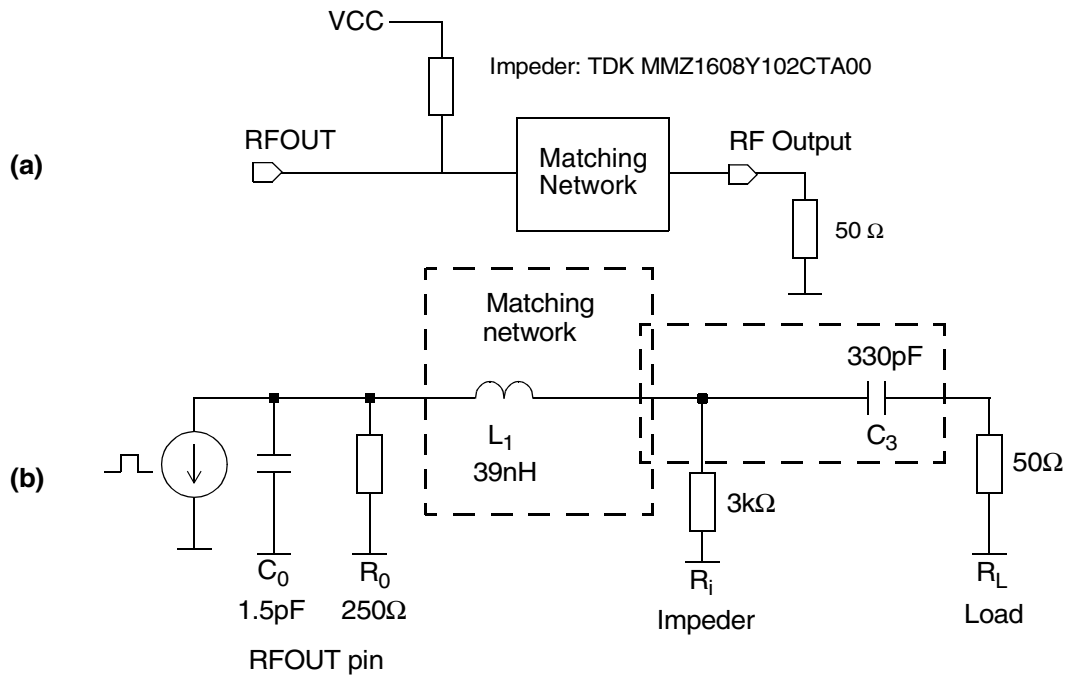 VCC
Impeder: TDK MMZ1608Y102CTA00
RFOUT
RF Output
(a)
Matching
Network
50 Ω
Matching
network
330pF
L1
39nH
C3
50Ω
(b)
3kΩ
C0
R0
Ri
RL
1.5pF
250Ω
Impeder
Load
RFOUT pin